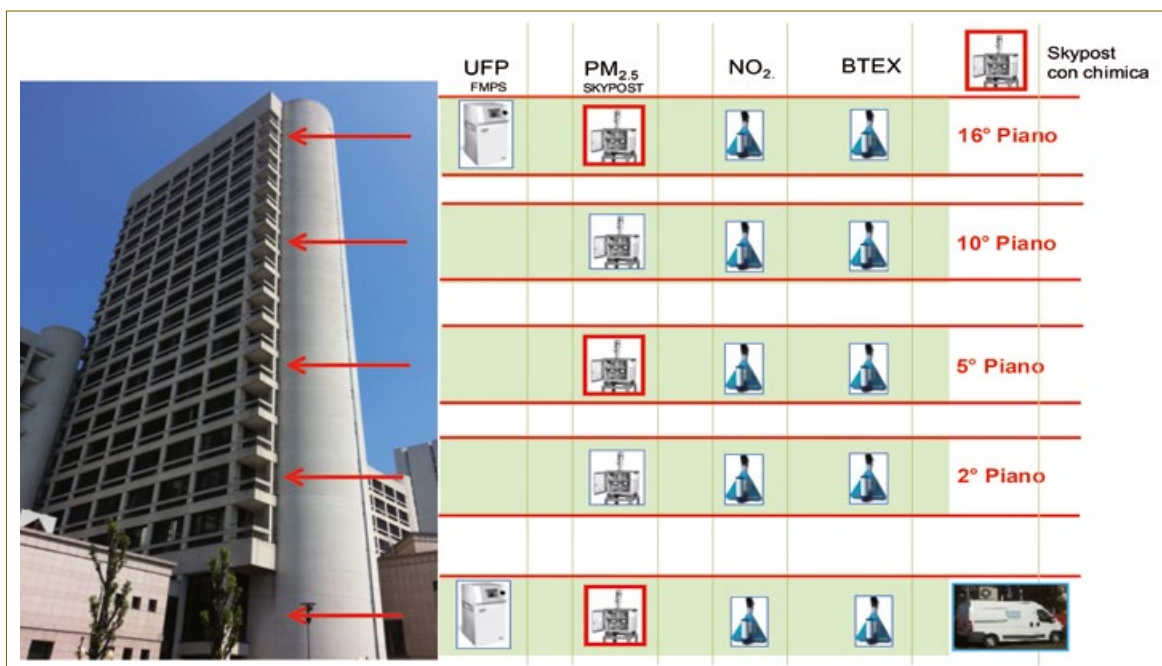 UFP
FMPS
PM2.5
SKYPOST
NO2.
BTEX
Skypost
con chimica
16° Piano
10° Piano
5° Piano
2° Piano